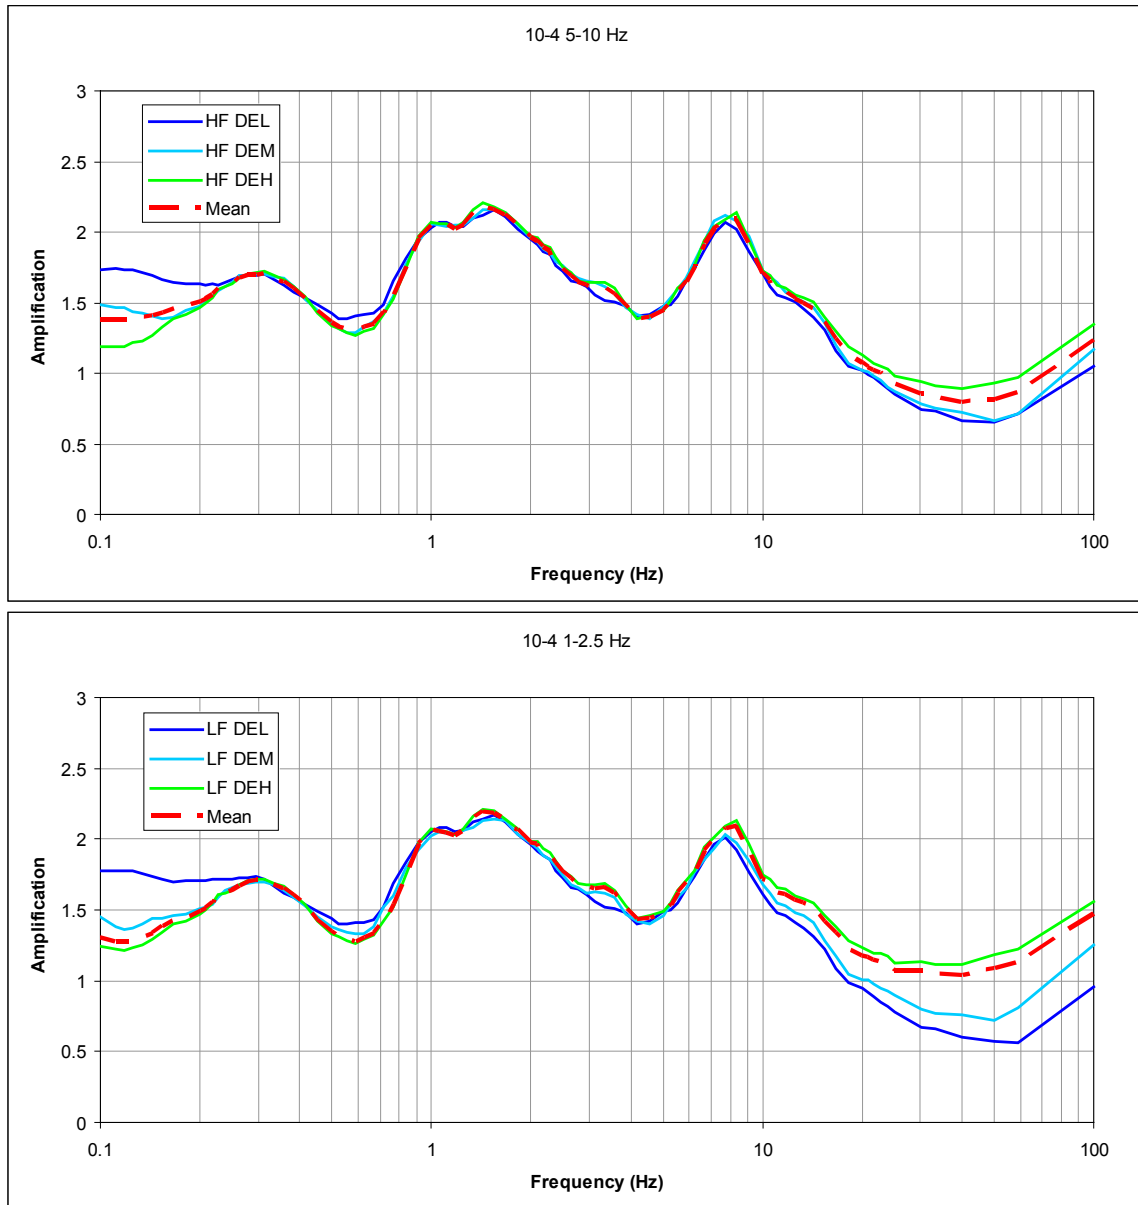 10-4 5-10 Hz
3
2.5
2
1.5
1
0.5
0
Amplification
HF DEL
HF DEM
HF DEH
Mean
0.1
1
10
100
Frequency (Hz)
10-4 1-2.5 Hz
3
2.5
2
1.5
1
0.5
0
Amplification
LF DEL
LF DEM
LF DEH
Mean
0.1
1
10
100
Frequency (Hz)